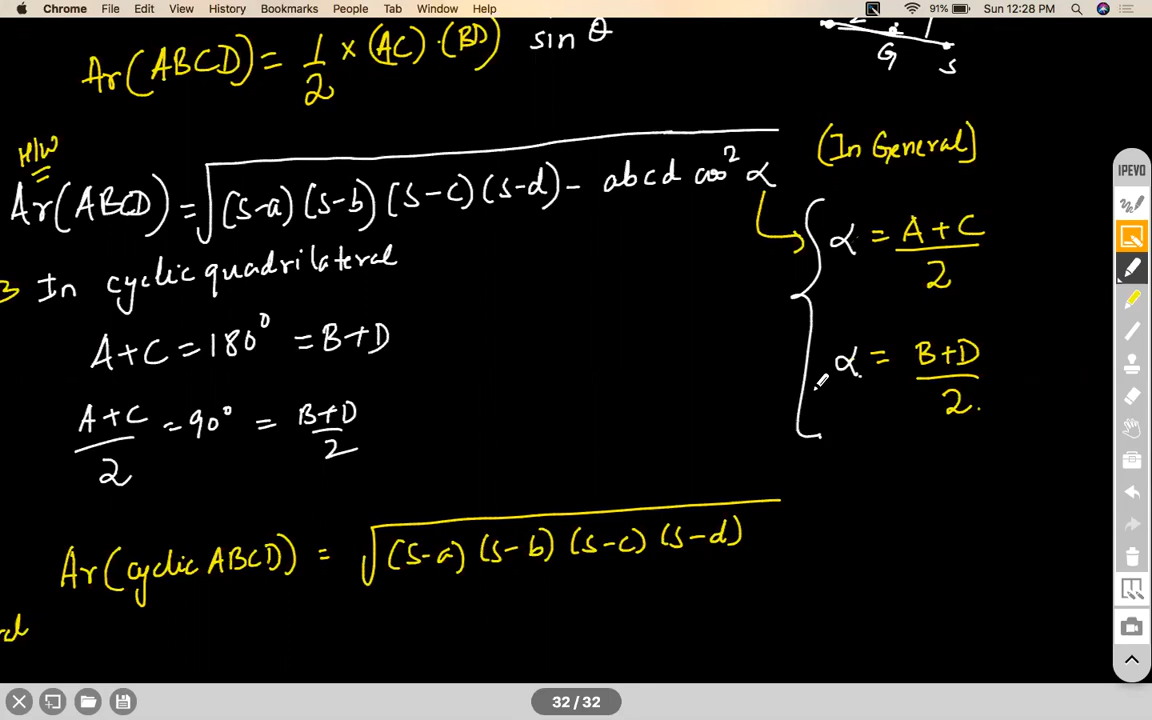 Chrome File Edit View History Bookmarks People Tab Window Help 91% Sun 12:28 PM
Ar(ABCD) = 1/2 × (AC)·(BD) sin θ
G S
H/W
Ar(ABCD) = √(s-a)(s-b)(s-c)(s-d) - abcd cos² α
(In General)
α = A+C/2
In cyclic quadrilateral
A+C = 180° = B+D
α = B+D/2.
A+C/2 = 90° = B+D/2
Ar(cyclic ABCD) = √(s-a)(s-b)(s-c)(s-d)
IPEVO
32 / 32